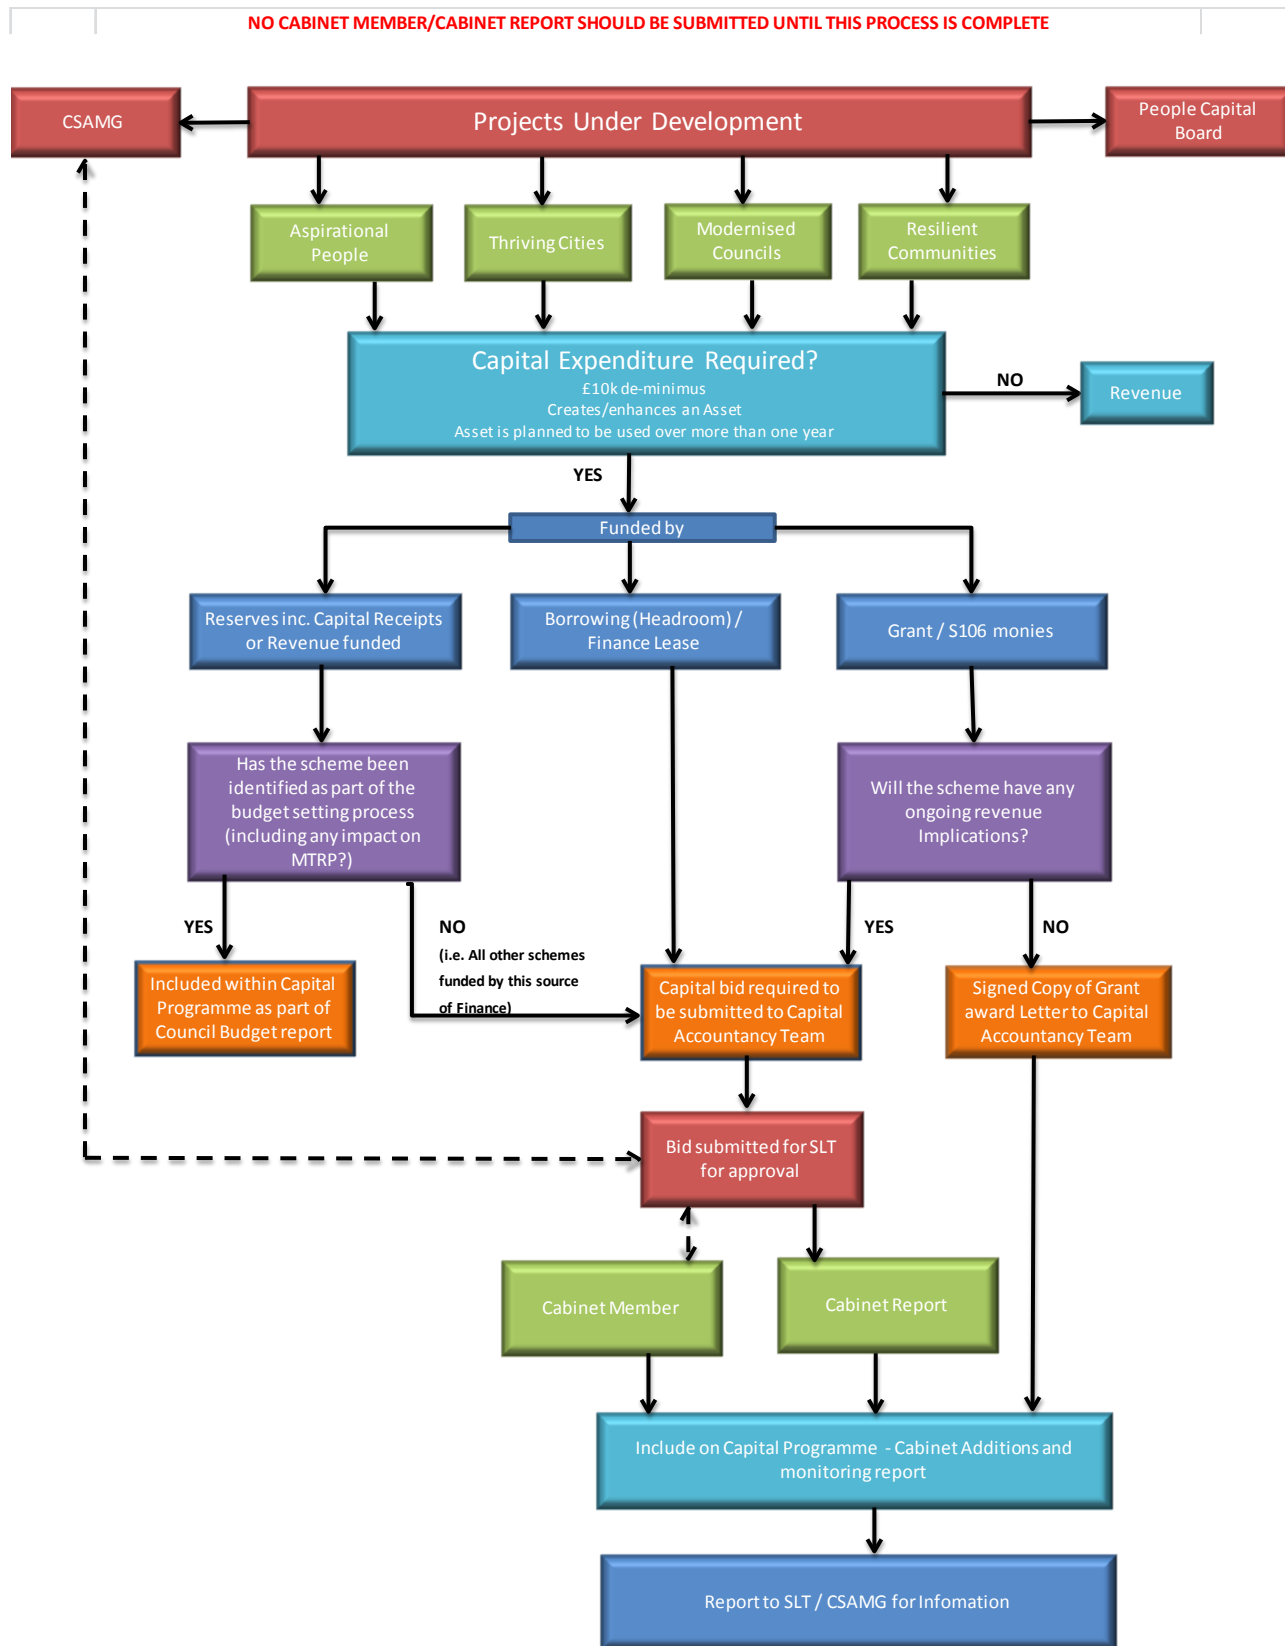 NO CABINET MEMBER/CABINET REPORT SHOULD BE SUBMITTED UNTIL THIS PROCESS IS COMPLETE
CSAMG
Projects Under Development
People Capital
Board
Aspirational
People
Thriving Cities
Modernised
Councils
Resilient
Communities
Capital Expenditure Required?
£10k de-minimus
Creates/enhances an Asset
Asset is planned to be used over more than one year
NO
Revenue
YES
Funded by
Reserves inc. Capital Receipts
or Revenue funded
Borrowing (Headroom) /
Finance Lease
Grant / S106 monies
Has the scheme been
identified as part of the
budget setting process
(including any impact on
MTRP?)
Will the scheme have any
ongoing revenue
Implications?
YES
NO
(i.e. All other schemes
funded by this source
of Finance)
YES
NO
Included within Capital
Programme as part of
Council Budget report
Capital bid required to
be submitted to Capital
Accountancy Team
Signed Copy of Grant
award Letter to Capital
Accountancy Team
Bid submitted for SLT
for approval
Cabinet Member
Cabinet Report
Include on Capital Programme - Cabinet Additions and
monitoring report
Report to SLT / CSAMG for Infomation